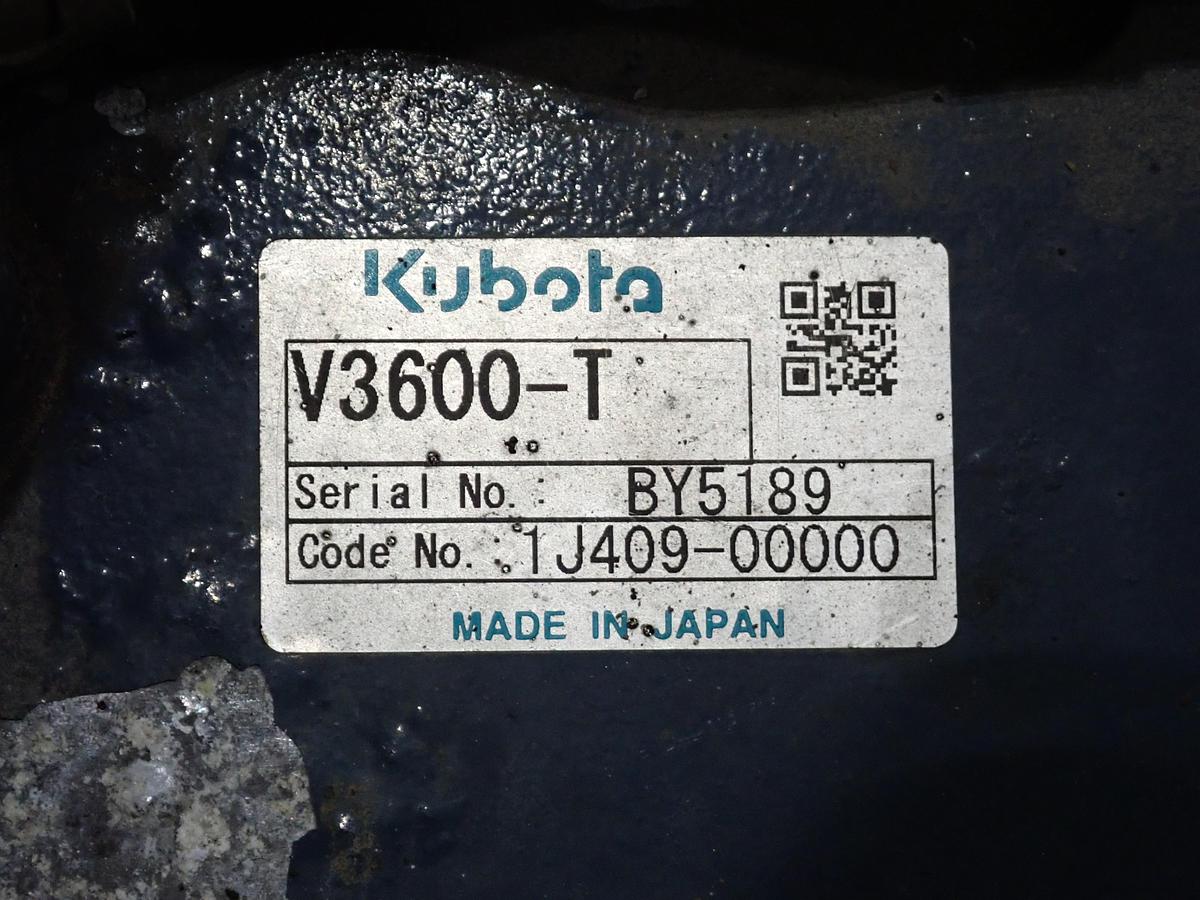 Kubota
V3600-T
Serial No. : BY5189
Code No. : 1J409-00000
MADE IN JAPAN